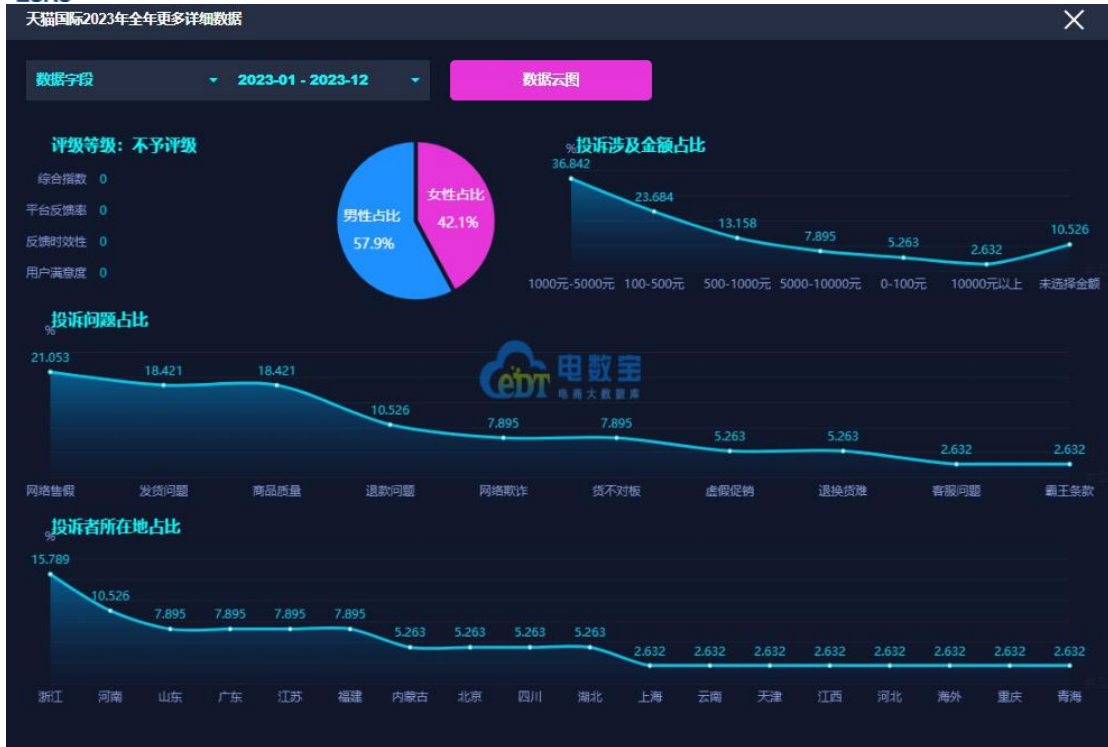 天猫国际2023年全年更多详细数据
数据字段 2023-01 - 2023-12 数据云图
评级等级：不予评级
综合指数 0
平台反馈率 0
反馈时效性 0
用户满意度 0
男性占比
57.9%
女性占比
42.1%
%投诉涉及金额占比
36.842 23.684 13.158 7.895 5.263 2.632 10.526
1000元-5000元 100-500元 500-1000元 5000-10000元 0-100元 10000元以上 未选择金额
%投诉问题占比
21.053 18.421 18.421 10.526 7.895 7.895 5.263 5.263 2.632 2.632
网络售假 发货问题 商品质量 退款问题 网络欺诈 货不对板 虚假促销 退换货难 客服问题 霸王条款
eDT 电数宝
电商大数据库
%投诉者所在地占比
15.789 10.526 7.895 7.895 7.895 7.895 5.263 5.263 5.263 5.263 2.632 2.632 2.632 2.632 2.632 2.632 2.632 2.632
浙江 河南 山东 广东 江苏 福建 内蒙古 北京 四川 湖北 上海 云南 天津 江西 河北 海外 重庆 青海